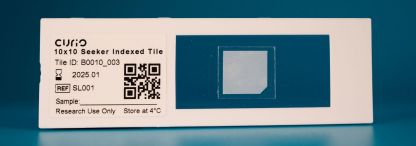 CURIO
10x10 Seeker Indexed Tile
Tile ID: B0010_003
2025.01
REF SL001
Sample:
Research Use Only Store at 4°C